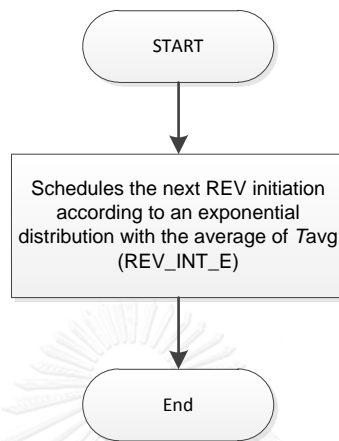 START
Schedules the next REV initiation
according to an exponential
distribution with the average of Tavg
(REV_INT_E)
End